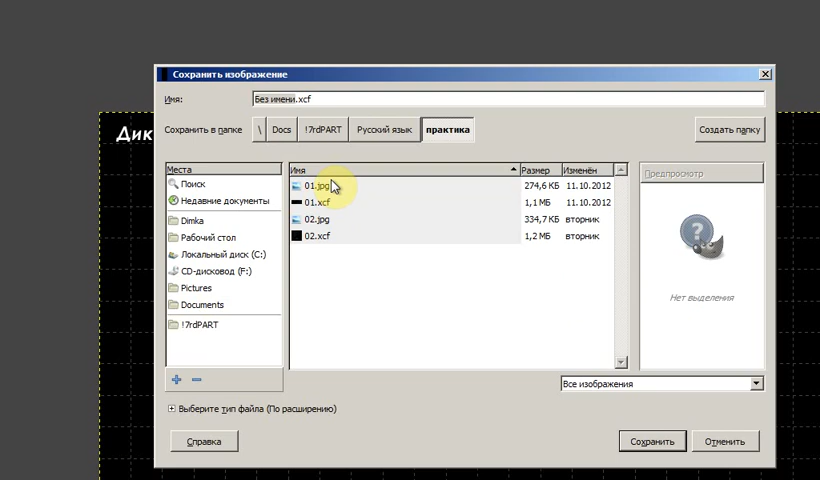 Сохранить изображение
Дик
Имя: Без имени.xcf
Сохранить в папке \ Docs !7rdPART Русский язык практика Создать папку
Места Имя Размер Изменён Предпросмотр
Поиск 01.jpg 274,6 КБ 11.10.2012
Недавние документы 01.xcf 1,1 МБ 11.10.2012
Dimka 02.jpg 334,7 КБ вторник
Рабочий стол 02.xcf 1,2 МБ вторник
Локальный диск (C:)
CD-дисковод (F:)
Pictures
Нет выделения
Documents
!7rdPART
Все изображения
Выберите тип файла (По расширению)
Справка Сохранить Отменить